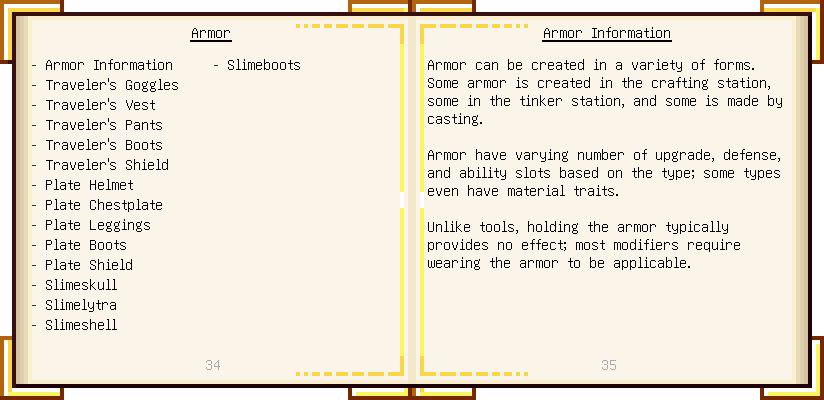 Armor
- Armor Information
- Traveler's Goggles
- Traveler's Vest
- Traveler's Pants
- Traveler's Boots
- Traveler's Shield
- Plate Helmet
- Plate Chestplate
- Plate Leggings
- Plate Boots
- Plate Shield
- Slimeskull
- Slimelytra
- Slimeshell
- Slimeboots
34
Armor Information
Armor can be created in a variety of forms.
Some armor is created in the crafting station,
some in the tinker station, and some is made by
casting.
Armor have varying number of upgrade, defense,
and ability slots based on the type; some types
even have material traits.
Unlike tools, holding the armor typically
provides no effect; most modifiers require
wearing the armor to be applicable.
35